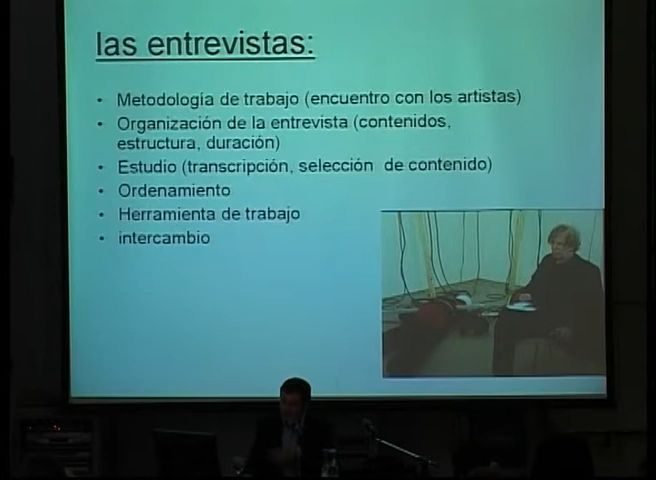 las entrevistas:
• Metodología de trabajo (encuentro con los artistas)
• Organización de la entrevista (contenidos,
estructura, duración)
• Estudio (transcripción, selección de contenido)
• Ordenamiento
• Herramienta de trabajo
• intercambio